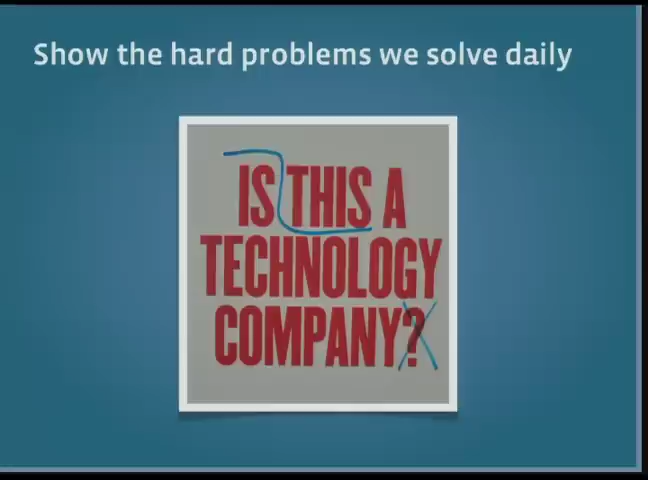 Show the hard problems we solve daily
IS THIS A
TECHNOLOGY
COMPANY?